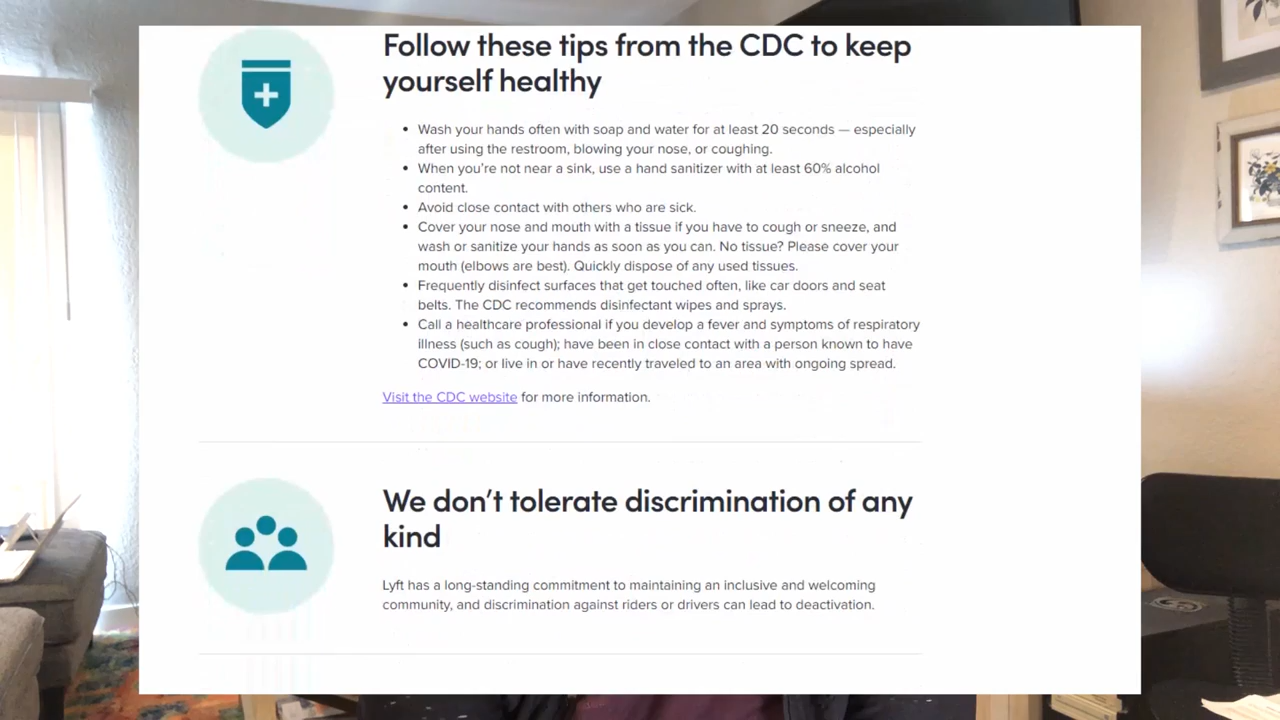 Follow these tips from the CDC to keep
yourself healthy
Wash your hands often with soap and water for at least 20 seconds — especially
after using the restroom, blowing your nose, or coughing.
When you’re not near a sink, use a hand sanitizer with at least 60% alcohol
content.
Avoid close contact with others who are sick.
Cover your nose and mouth with a tissue if you have to cough or sneeze, and
wash or sanitize your hands as soon as you can. No tissue? Please cover your
mouth (elbows are best). Quickly dispose of any used tissues.
Frequently disinfect surfaces that get touched often, like car doors and seat
belts. The CDC recommends disinfectant wipes and sprays.
Call a healthcare professional if you develop a fever and symptoms of respiratory
illness (such as cough); have been in close contact with a person known to have
COVID-19; or live in or have recently traveled to an area with ongoing spread.
Visit the CDC website for more information.
We don’t tolerate discrimination of any
kind
Lyft has a long-standing commitment to maintaining an inclusive and welcoming
community, and discrimination against riders or drivers can lead to deactivation.